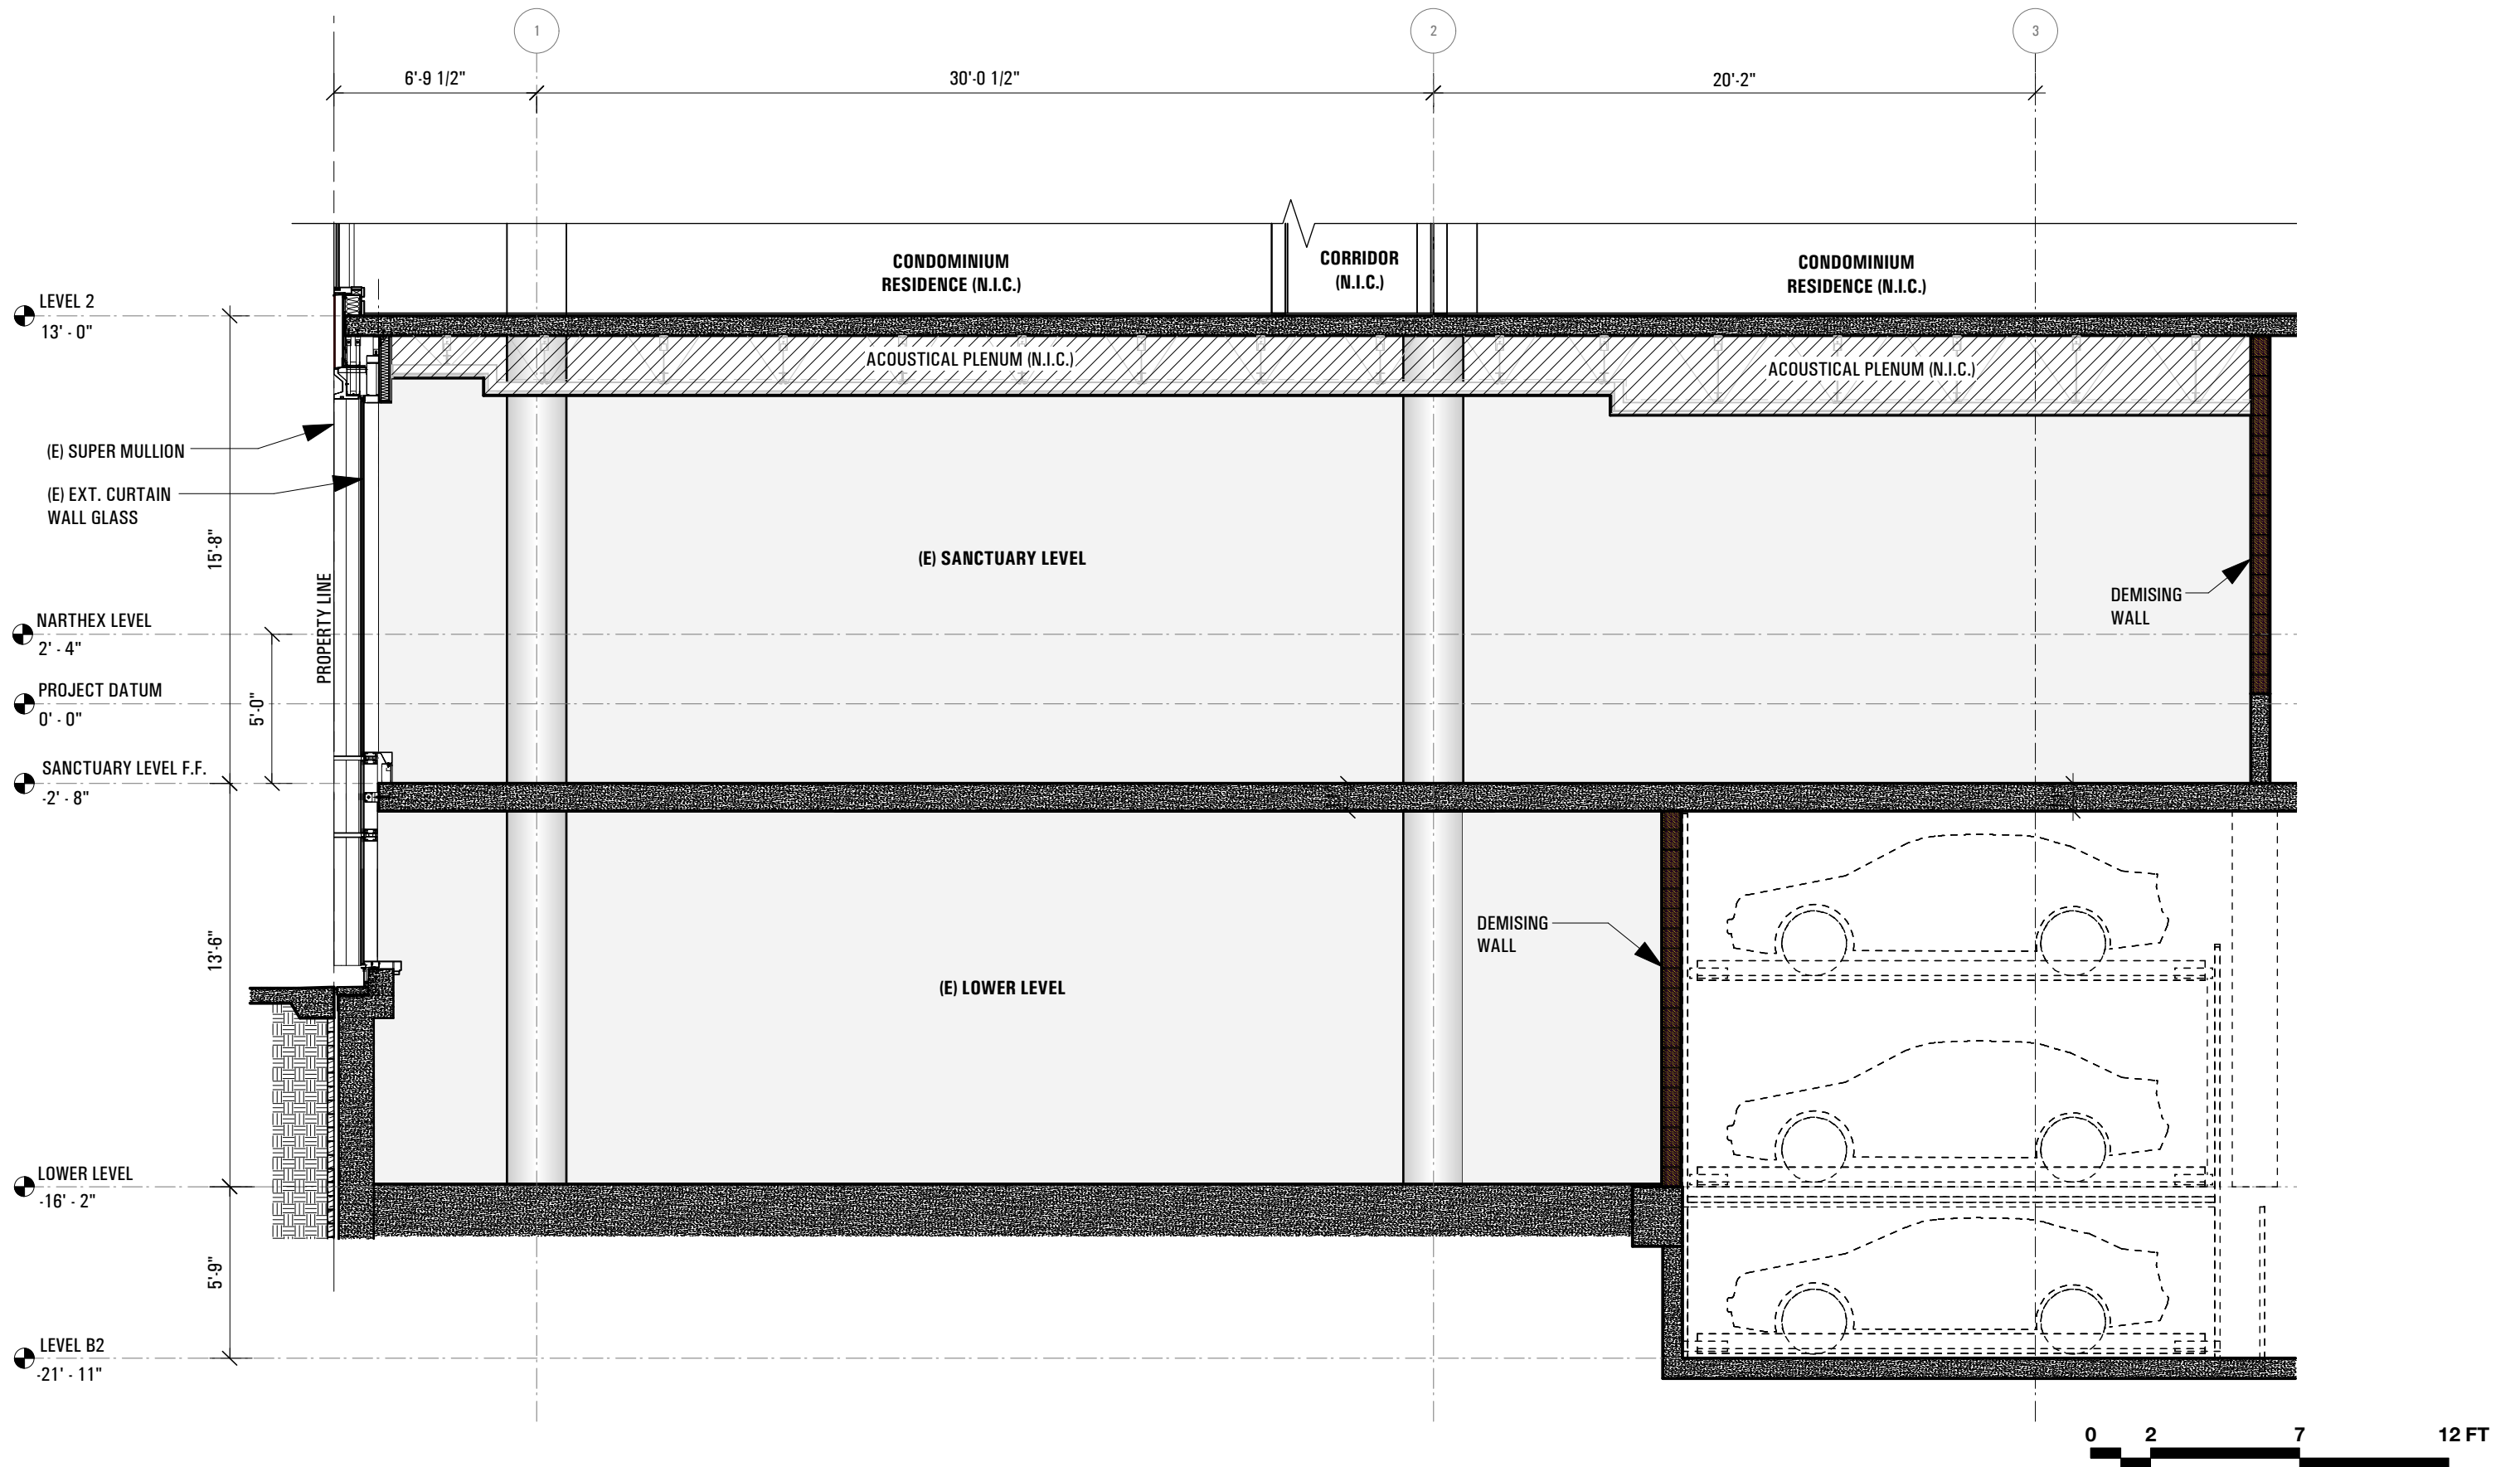 1
2
3
6'-9 1/2"
30'-0 1/2"
20'-2"
CONDOMINIUM
RESIDENCE (N.I.C.)
CORRIDOR
(N.I.C.)
CONDOMINIUM
RESIDENCE (N.I.C.)
LEVEL 2
13' - 0"
ACOUSTICAL PLENUM (N.I.C.)
ACOUSTICAL PLENUM (N.I.C.)
(E) SUPER MULLION
(E) EXT. CURTAIN
WALL GLASS
15'-8"
(E) SANCTUARY LEVEL
PROPERTY LINE
DEMISING
WALL
NARTHEX LEVEL
2' - 4"
PROJECT DATUM
0' - 0"
5'-0"
SANCTUARY LEVEL F.F.
-2' - 8"
DEMISING
WALL
13'-6"
(E) LOWER LEVEL
LOWER LEVEL
-16' - 2"
5'-9"
LEVEL B2
-21' - 11"
0 2 7 12 FT